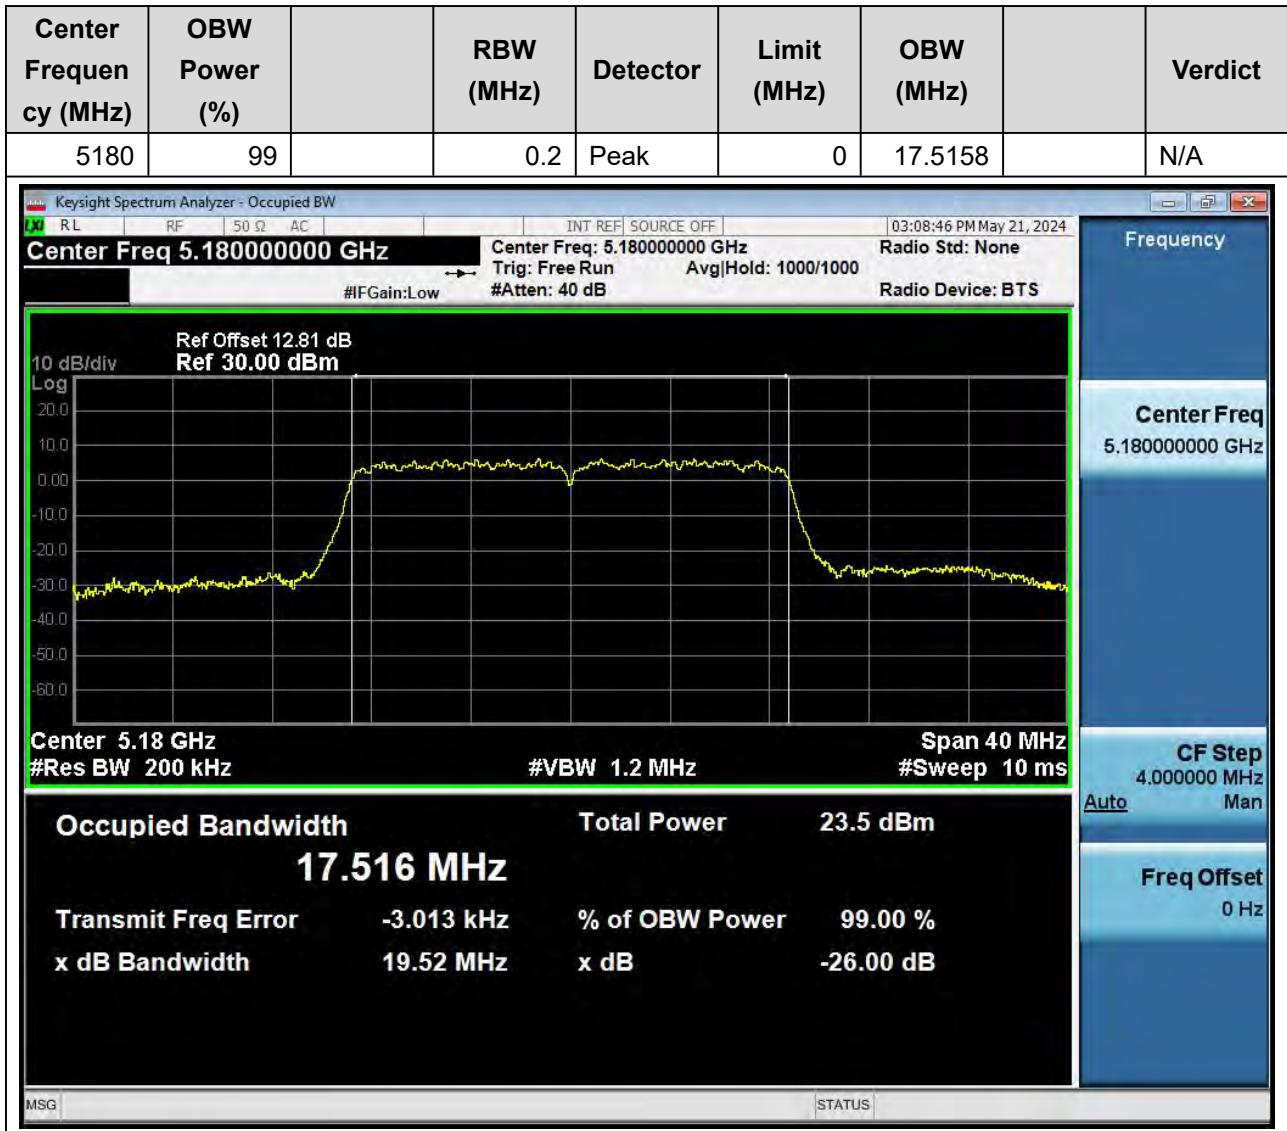 Center Frequen cy (MHz) OBW Power (%) RBW (MHz) Detector Limit (MHz) OBW (MHz) Verdict
5180 99 0.2 Peak 0 17.5158 N/A
Keysight Spectrum Analyzer - Occupied BW
LXI RL RF 50 Ω AC INT REF SOURCE OFF 03:08:46 PM May 21, 2024
Center Freq 5.180000000 GHz
Center Freq: 5.180000000 GHz Radio Std: None
Trig: Free Run Avg|Hold: 1000/1000
#IFGain:Low #Atten: 40 dB Radio Device: BTS
Ref Offset 12.81 dB
10 dB/div Ref 30.00 dBm
Log
20.0
10.0
0.00
-10.0
-20.0
-30.0
-40.0
-50.0
-60.0
Center 5.18 GHz Span 40 MHz
#Res BW 200 kHz #VBW 1.2 MHz #Sweep 10 ms
Occupied Bandwidth Total Power 23.5 dBm
17.516 MHz
Transmit Freq Error -3.013 kHz % of OBW Power 99.00 %
x dB Bandwidth 19.52 MHz x dB -26.00 dB
Frequency
Center Freq
5.180000000 GHz
CF Step
4.000000 MHz
Auto Man
Freq Offset
0 Hz
MSG STATUS